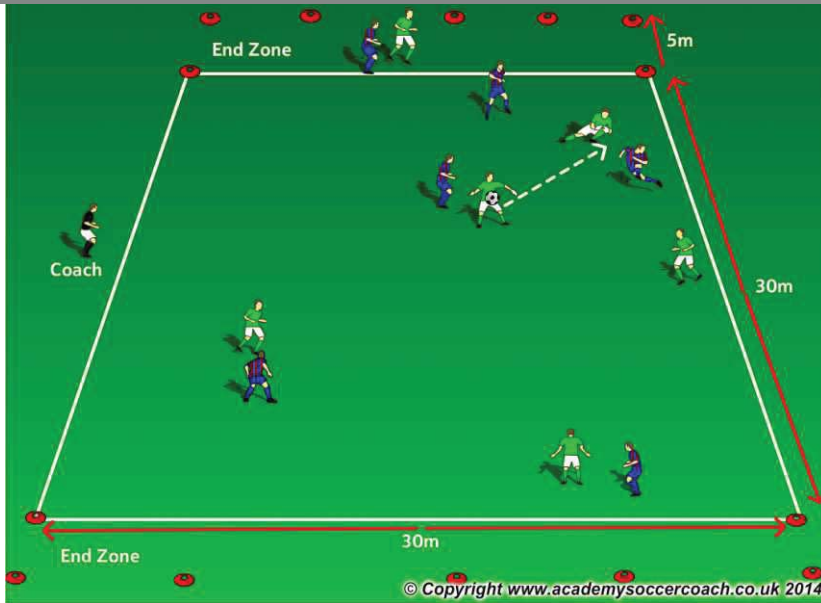 End Zone
5m
Coach
30m
30m
End Zone
© Copyright www.academysoccercoach.co.uk 2014